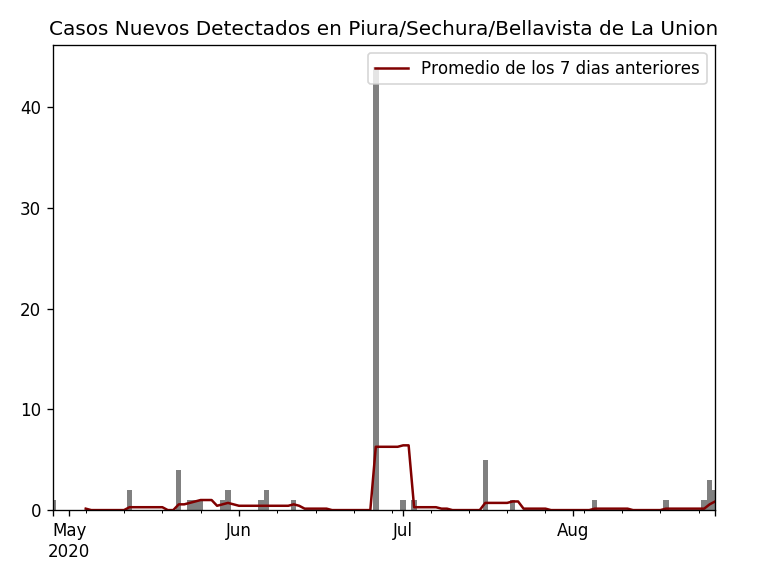 Casos Nuevos Detectados en Piura/Sechura/Bellavista de La Union
Promedio de los 7 dias anteriores
40
30
20
10
0
May Jun Jul Aug
2020